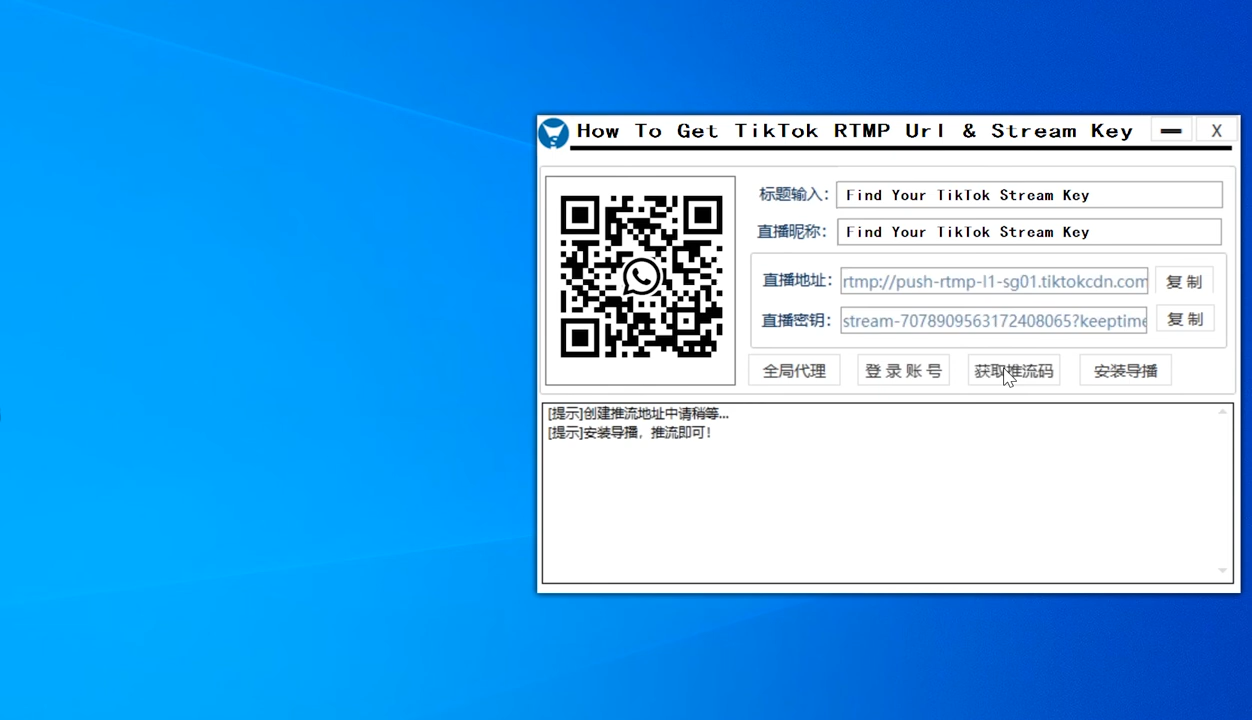 How To Get TikTok RTMP Url & Stream Key
X
标题输入: Find Your TikTok Stream Key
直播昵称: Find Your TikTok Stream Key
直播地址: rtmp://push-rtmp-l1-sg01.tiktokcdn.com 复 制
直播密钥: stream-7078909563172408065?keeptime 复 制
全局代理 登 录 账 号 获取推流码 安装导播
[提示]创建推流地址中请稍等...
[提示]安装导播，推流即可!